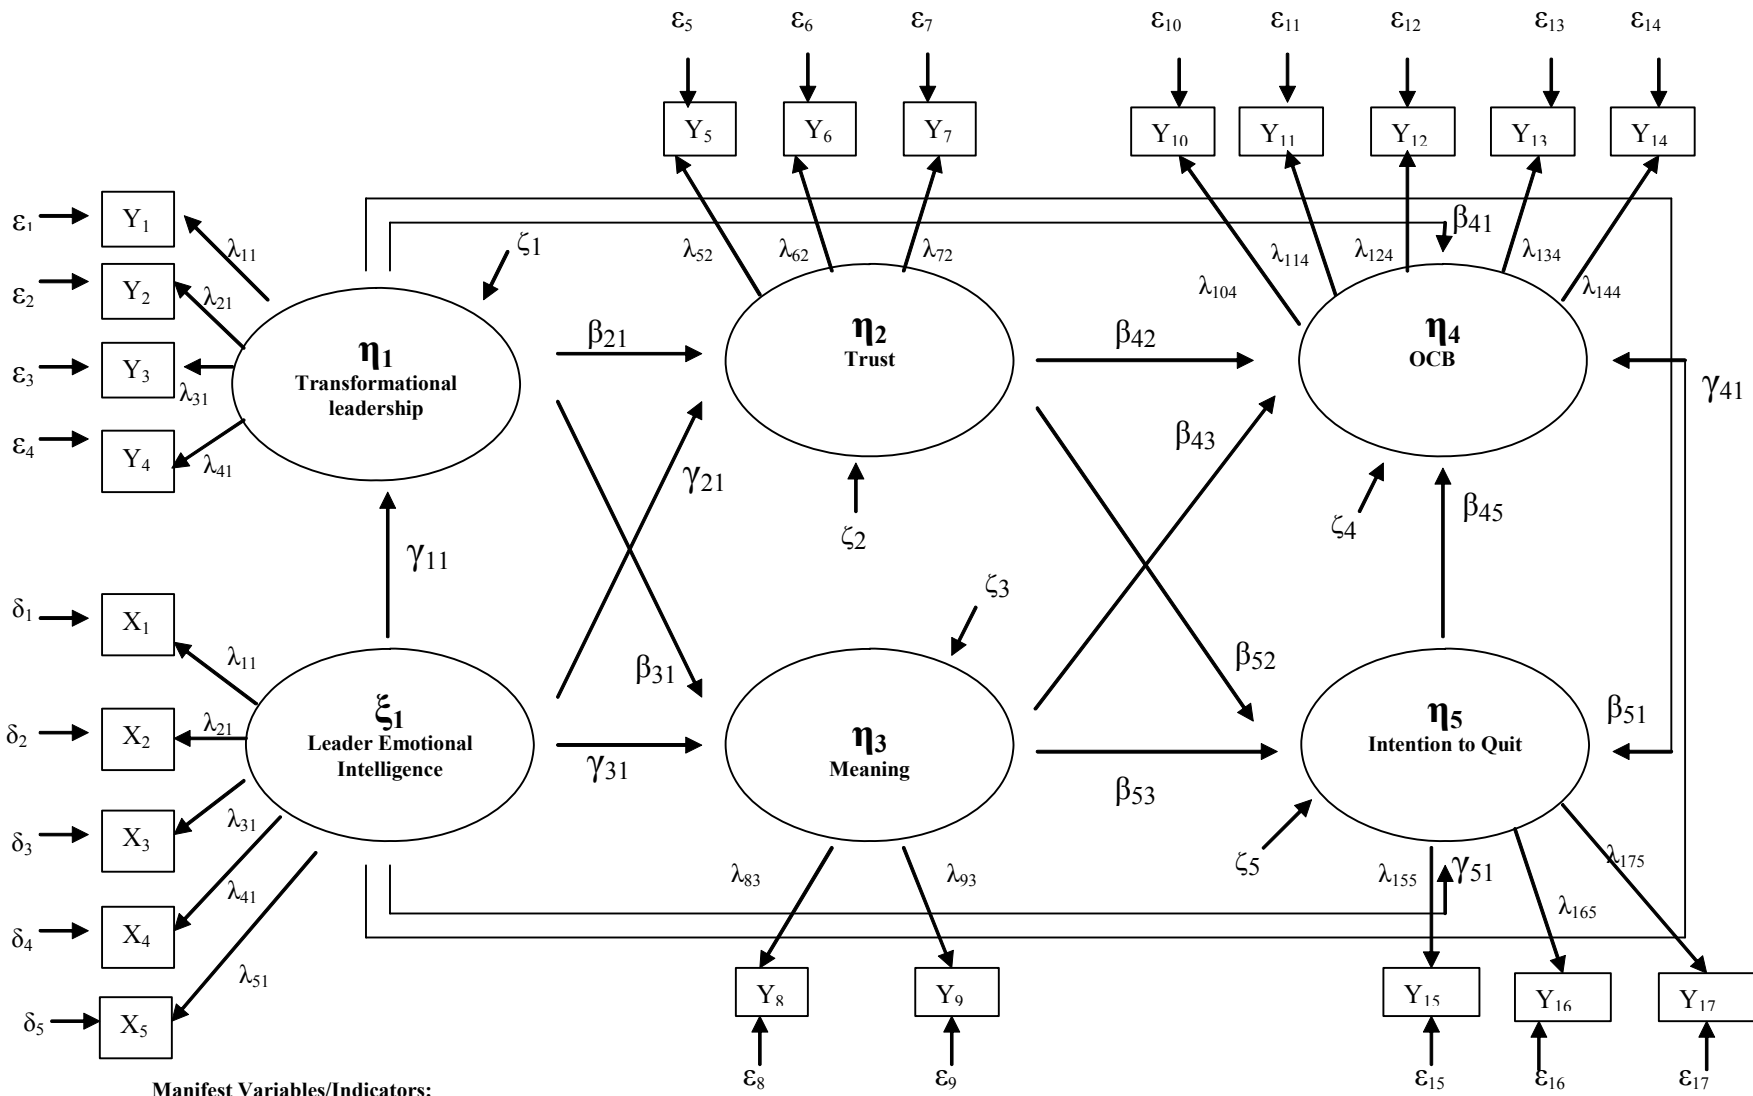 ε5 ε6 ε7 ε10 ε11 ε12 ε13 ε14
Y5 Y6 Y7 Y10 Y11 Y12 Y13 Y14
ε1 Y1 λ11
ζ1
λ52 λ62 λ72
λ104 λ114 λ124 λ134 λ144
β41
ε2 Y2 λ21
ε3 Y3 λ31
ε4 Y4 λ41
η1
Transformational
leadership
β21
η2
Trust
β42
η4
OCB
γ41
β43
γ21
ζ2
ζ4
β45
γ11
ζ3
δ1 X1 λ11
β31
β52
δ2 X2 λ21
ξ1
Leader Emotional
Intelligence
γ31
η3
Meaning
β53
η5
Intention to Quit
β51
δ3 X3 λ31
ζ5
λ83 λ93
λ155 γ51 λ175
λ165
δ4 X4 λ41
δ5 X5 λ51
Y8 Y9 Y15 Y16 Y17
ε8 ε9 ε15 ε16 ε17
Manifest Variables/Indicators: